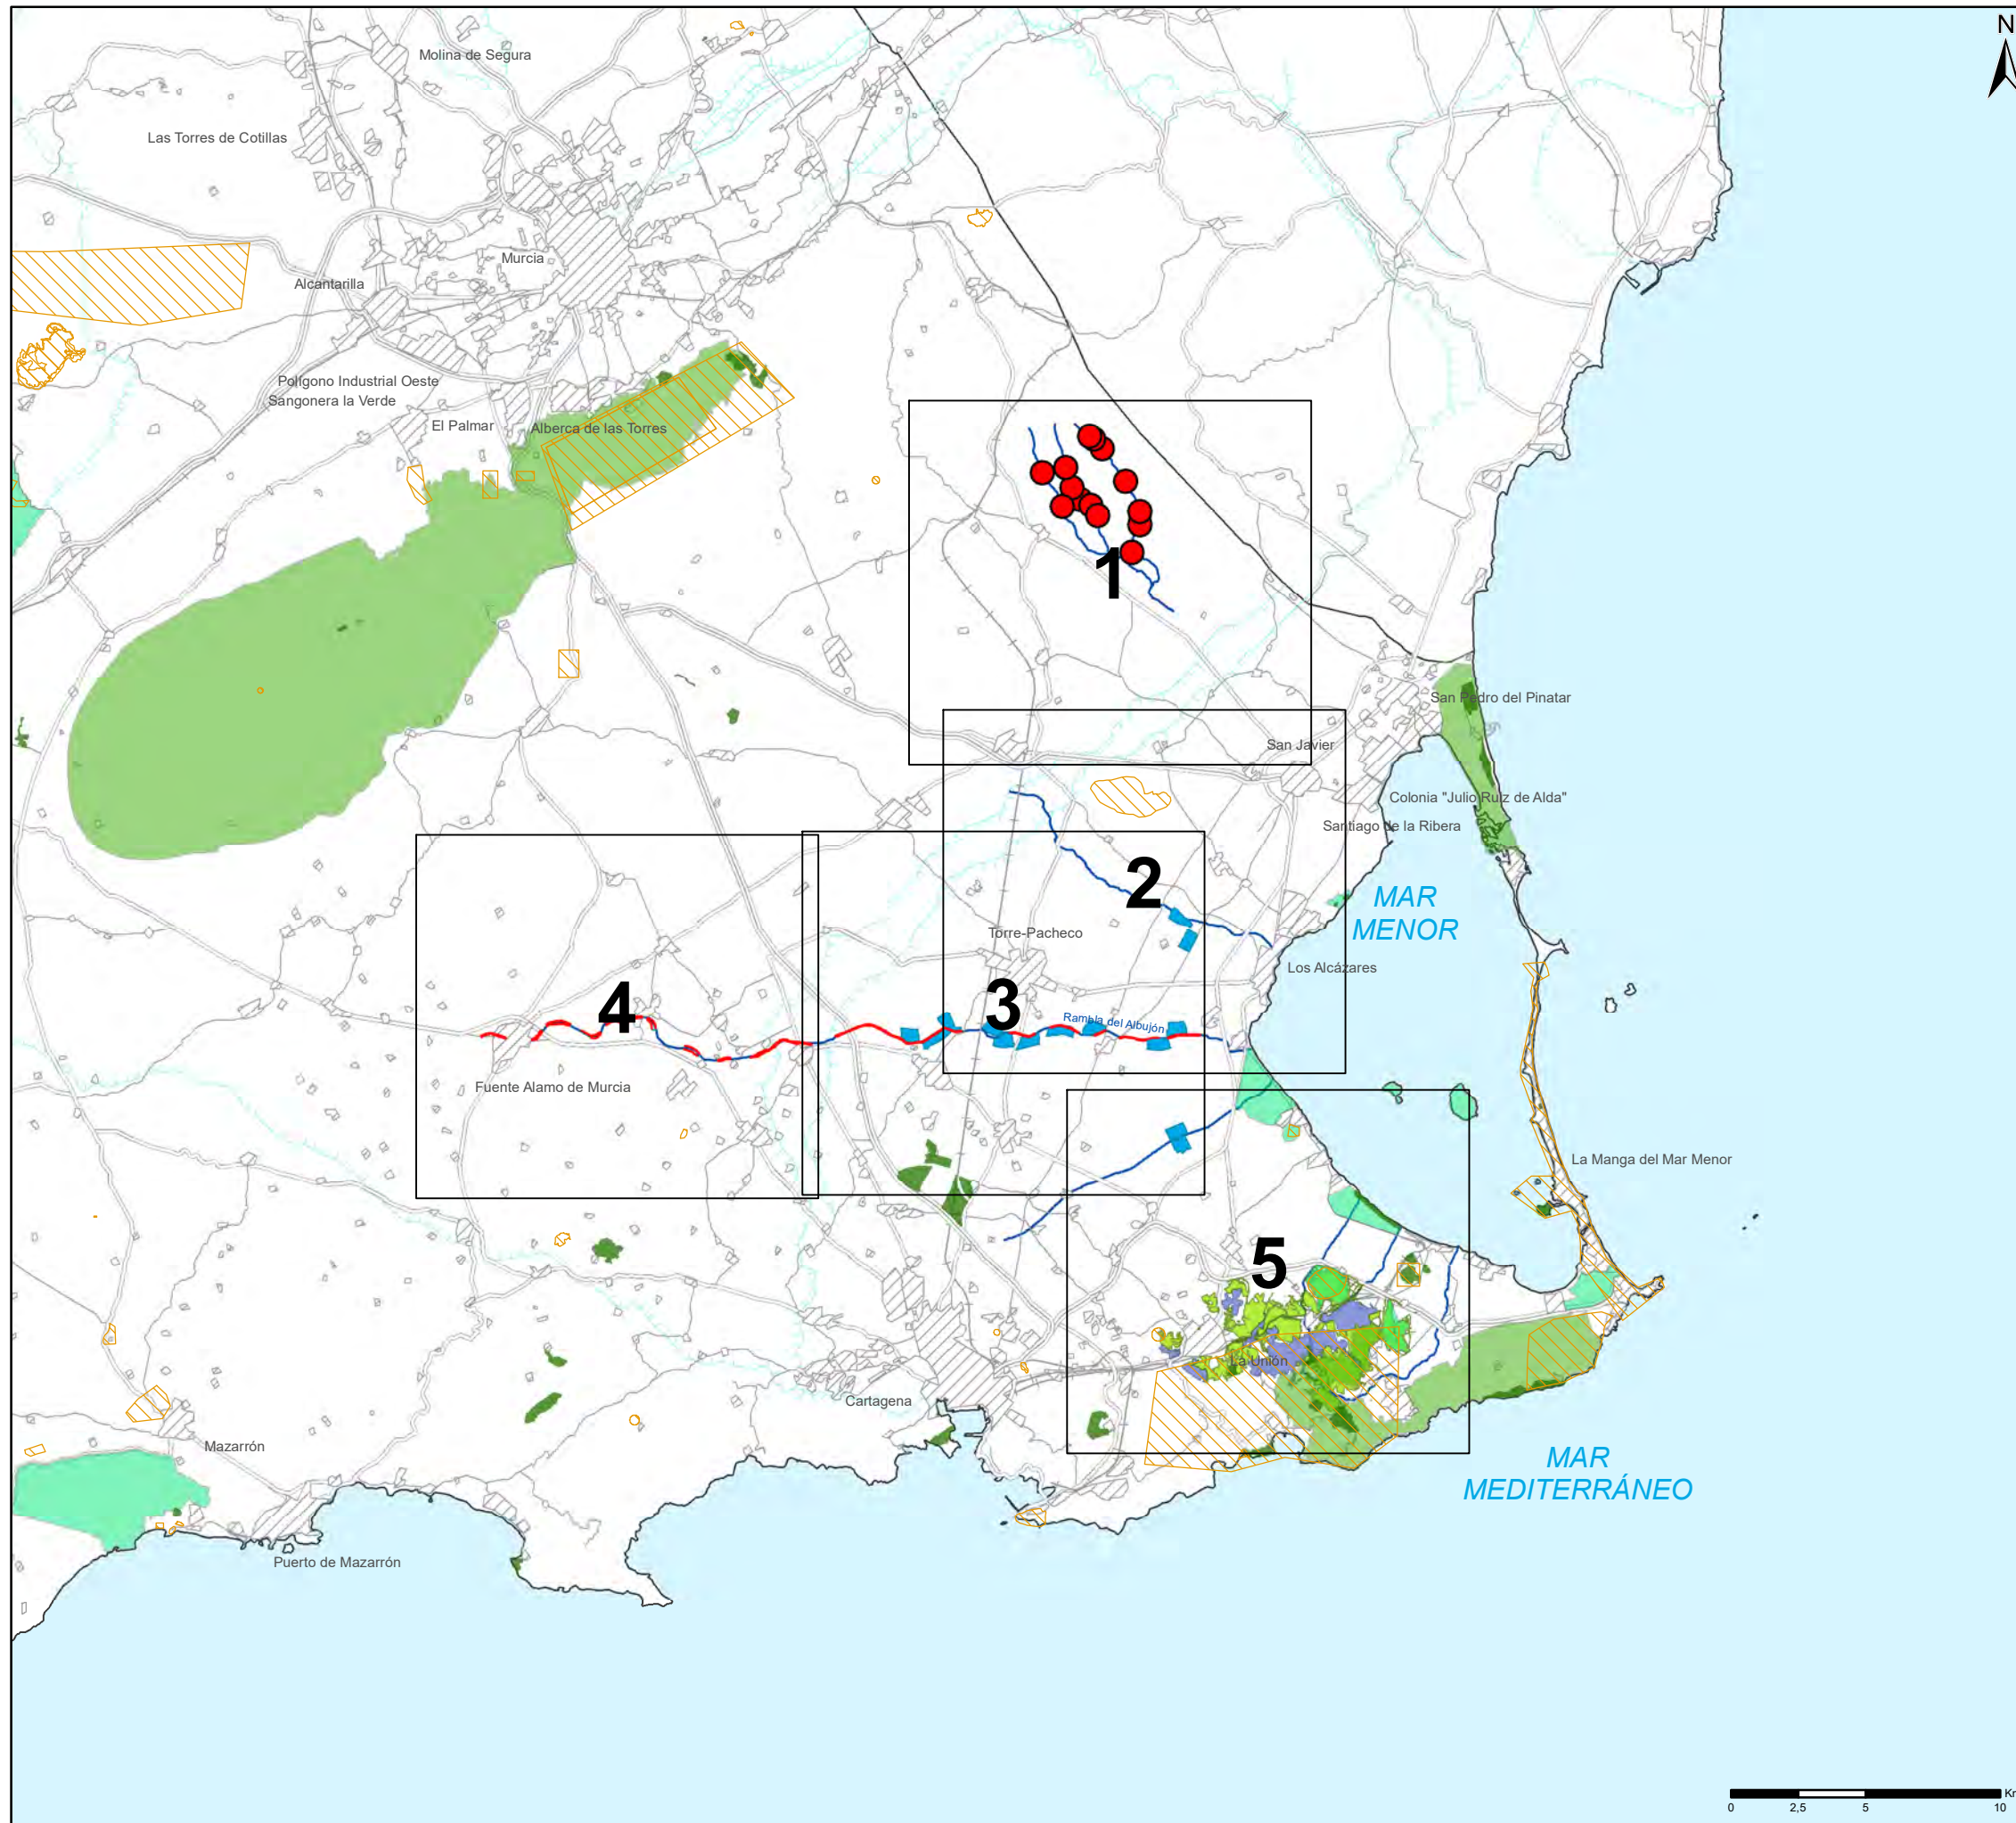 N
Molina de Segura
Las Torres de Cotillas
Murcia
Alcantarilla
Polígono Industrial Oeste
Sangonera la Verde
El Palmar
Alberca de las Torres
1
San Pedro del Pinatar
San Javier
Colonia "Julio Ruiz de Alda"
Santiago de la Ribera
2
MAR
MENOR
Torre-Pacheco
Los Alcázares
4
3
Rambla del Albujón
Fuente Alamo de Murcia
La Manga del Mar Menor
5
La Unión
Cartagena
Mazarrón
MAR
MEDITERRÁNEO
Puerto de Mazarrón
0 2,5 5 10